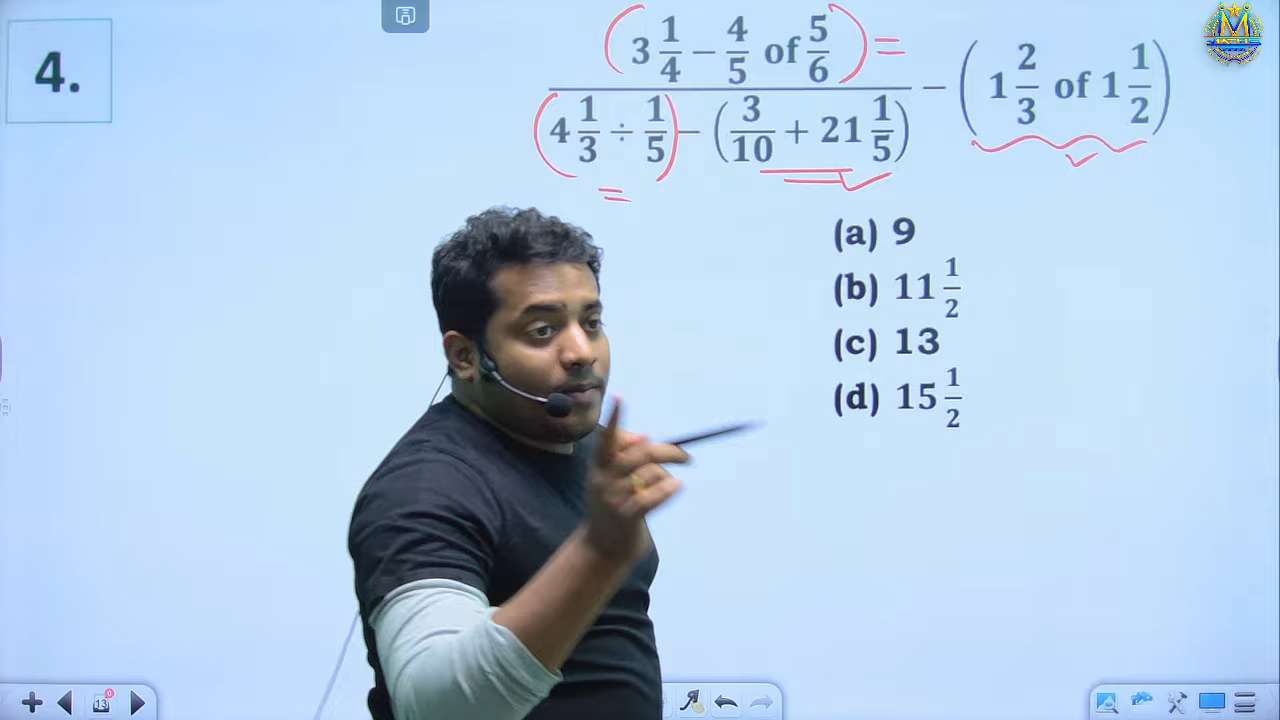 4.
(3 1/4 − 4/5 of 5/6) =
(4 1/3 ÷ 1/5) − (3/10 + 21 1/5) − (1 2/3 of 1 1/2)
=
(a) 9
(b) 11 1/2
(c) 13
(d) 15 1/2
13